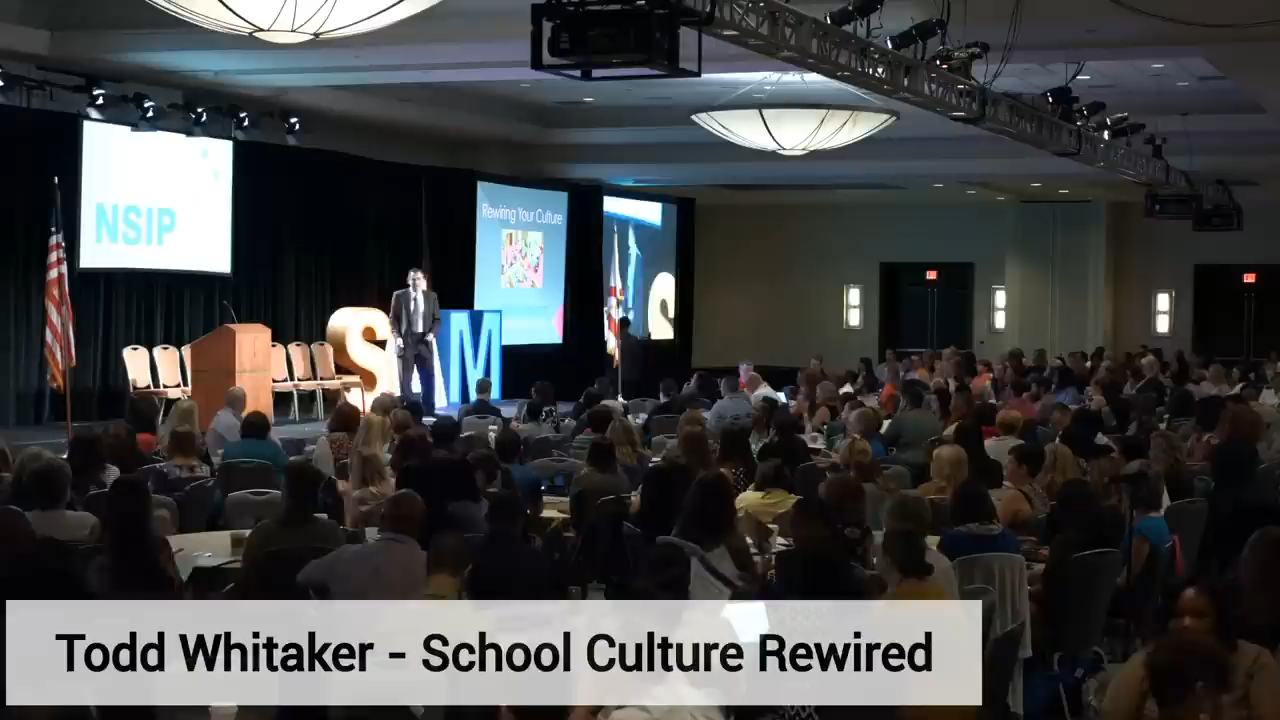 NSIP
Rewiring Your Culture
S M
Todd Whitaker - School Culture Rewired